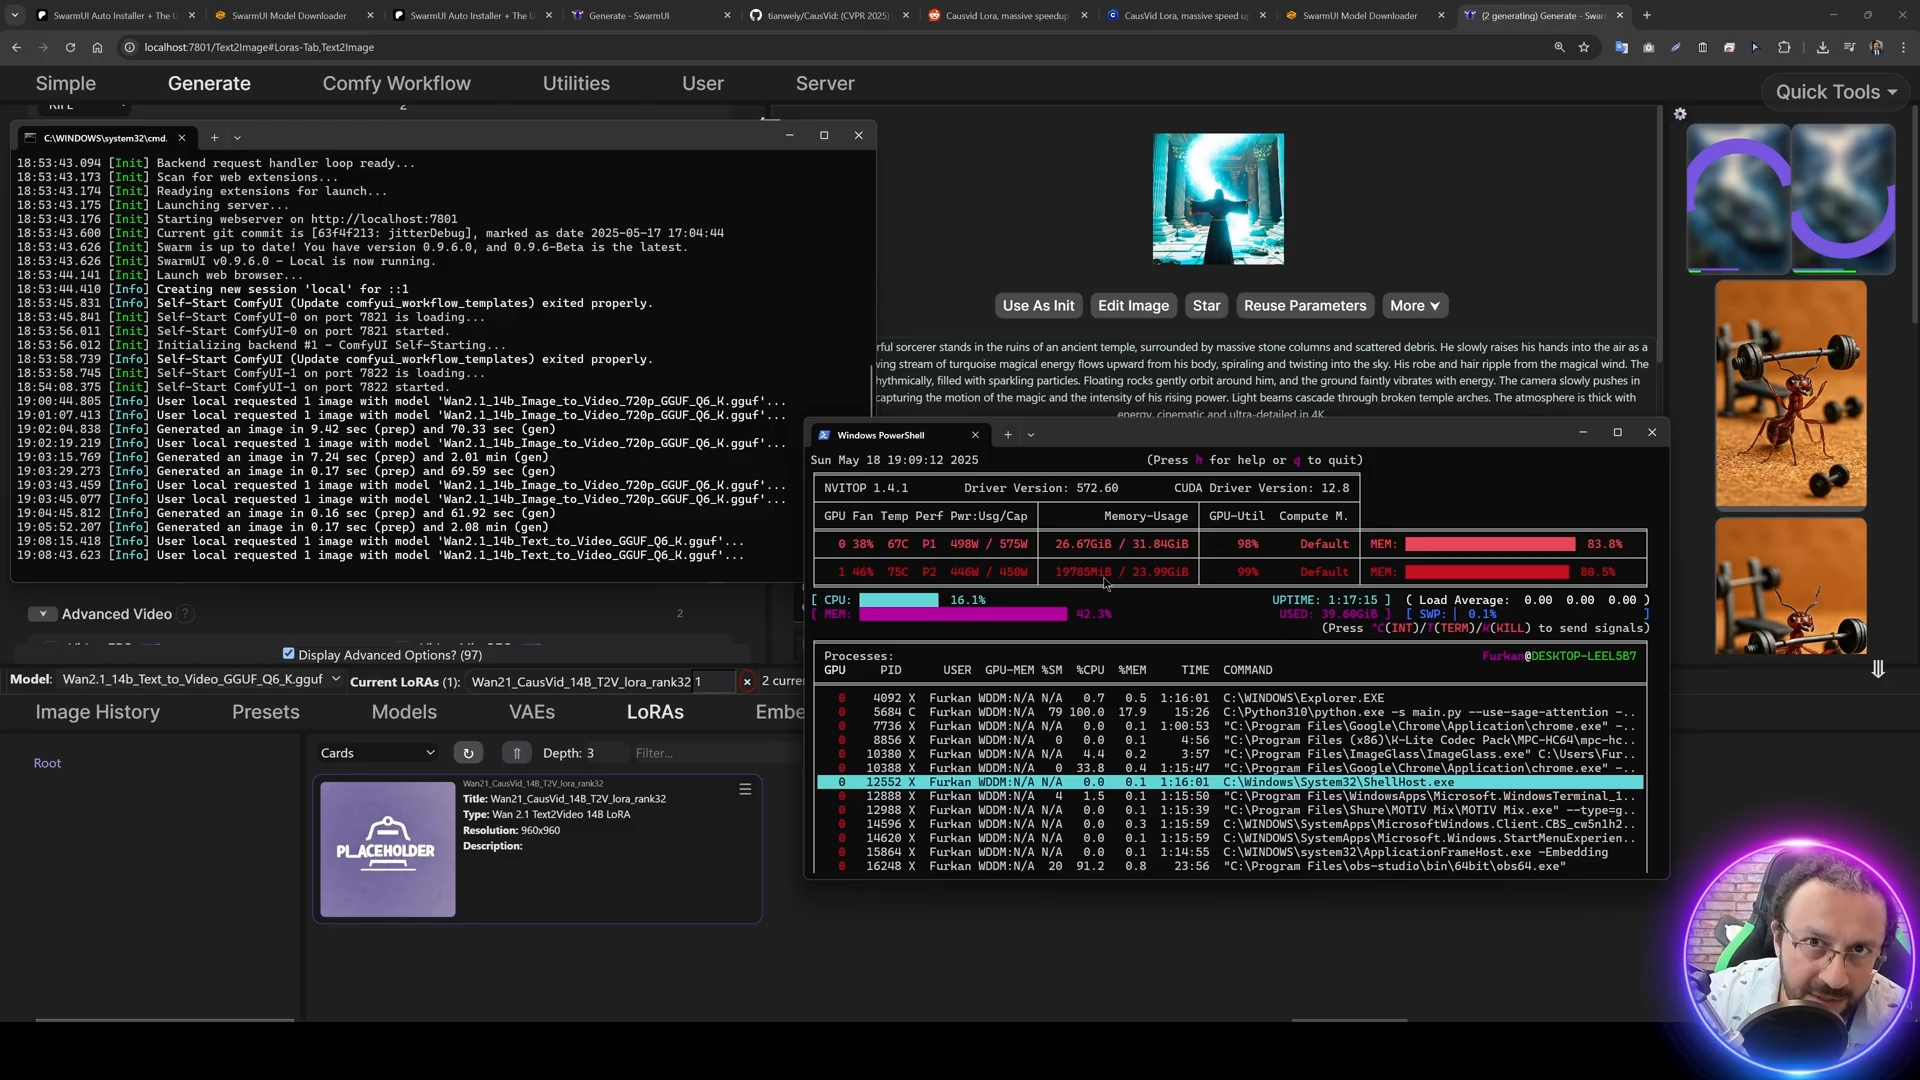 SwarmUI Auto Installer + The U
SwarmUI Model Downloader
SwarmUI Auto Installer + The U
Generate - SwarmUI
tianweiy/CausVid: (CVPR 2025)
Causvid Lora, massive speedup
CausVid Lora, massive speed up
SwarmUI Model Downloader
(2 generating) Generate - Swar
localhost:7801/Text2Image#Loras-Tab,Text2Image
Simple
Generate
Comfy Workflow
Utilities
User
Server
Quick Tools
RIFE
2
C:\WINDOWS\system32\cmd.
18:53:43.094 [Init] Backend request handler loop ready...
18:53:43.173 [Init] Scan for web extensions...
18:53:43.174 [Init] Readying extensions for launch...
18:53:43.175 [Init] Launching server...
18:53:43.176 [Init] Starting webserver on http://localhost:7801
18:53:43.600 [Init] Current git commit is [63f4f213: jitterDebug], marked as date 2025-05-17 17:04:44
18:53:43.626 [Init] Swarm is up to date! You have version 0.9.6.0, and 0.9.6-Beta is the latest.
18:53:43.626 [Init] SwarmUI v0.9.6.0 - Local is now running.
18:53:44.141 [Init] Launch web browser...
18:53:44.410 [Info] Creating new session 'local' for ::1
18:53:45.831 [Info] Self-Start ComfyUI (Update comfyui_workflow_templates) exited properly.
18:53:45.841 [Init] Self-Start ComfyUI-0 on port 7821 is loading...
18:53:56.011 [Init] Self-Start ComfyUI-0 on port 7821 started.
18:53:56.012 [Init] Initializing backend #1 - ComfyUI Self-Starting...
18:53:58.739 [Info] Self-Start ComfyUI (Update comfyui_workflow_templates) exited properly.
18:53:58.745 [Init] Self-Start ComfyUI-1 on port 7822 is loading...
18:54:08.375 [Init] Self-Start ComfyUI-1 on port 7822 started.
19:00:44.805 [Info] User local requested 1 image with model 'Wan2.1_14b_Image_to_Video_720p_GGUF_Q6_K.gguf'...
19:01:07.413 [Info] User local requested 1 image with model 'Wan2.1_14b_Image_to_Video_720p_GGUF_Q6_K.gguf'...
19:02:04.838 [Info] Generated an image in 9.42 sec (prep) and 70.33 sec (gen)
19:02:19.219 [Info] User local requested 1 image with model 'Wan2.1_14b_Image_to_Video_720p_GGUF_Q6_K.gguf'...
19:03:15.769 [Info] Generated an image in 7.24 sec (prep) and 2.01 min (gen)
19:03:29.273 [Info] Generated an image in 0.17 sec (prep) and 69.59 sec (gen)
19:03:43.459 [Info] User local requested 1 image with model 'Wan2.1_14b_Image_to_Video_720p_GGUF_Q6_K.gguf'...
19:03:45.077 [Info] User local requested 1 image with model 'Wan2.1_14b_Image_to_Video_720p_GGUF_Q6_K.gguf'...
19:04:45.812 [Info] Generated an image in 0.16 sec (prep) and 61.92 sec (gen)
19:05:52.207 [Info] Generated an image in 0.17 sec (prep) and 2.08 min (gen)
19:08:15.418 [Info] User local requested 1 image with model 'Wan2.1_14b_Text_to_Video_GGUF_Q6_K.gguf'...
19:08:43.623 [Info] User local requested 1 image with model 'Wan2.1_14b_Text_to_Video_GGUF_Q6_K.gguf'...
Use As Init
Edit Image
Star
Reuse Parameters
More
rful sorcerer stands in the ruins of an ancient temple, surrounded by massive stone columns and scattered debris. He slowly raises his hands into the air as a
wing stream of turquoise magical energy flows upward from his body, spiraling and twisting into the sky. His robe and hair ripple from the magical wind. The
hythmically, filled with sparkling particles. Floating rocks gently orbit around him, and the ground faintly vibrates with energy. The camera slowly pushes in
capturing the motion of the magic and the intensity of his rising power. Light beams cascade through broken temple arches. The atmosphere is thick with
energy, cinematic and ultra-detailed in 4K.
Windows PowerShell
Sun May 18 19:09:12 2025 (Press h for help or q to quit)
NVITOP 1.4.1 Driver Version: 572.60 CUDA Driver Version: 12.8
GPU Fan Temp Perf Pwr:Usg/Cap Memory-Usage GPU-Util Compute M.
0 38% 67C P1 498W / 575W 26.67GiB / 31.84GiB 98% Default MEM: 83.8%
1 46% 75C P2 446W / 450W 19785MiB / 23.99GiB 99% Default MEM: 80.5%
[ CPU: 16.1% UPTIME: 1:17:15 ] ( Load Average: 0.00 0.00 0.00 )
[ MEM: 42.3% USED: 39.60GiB ] [ SWP: 0.1% ]
(Press ^C(INT)/T(TERM)/K(KILL) to send signals)
Processes: Furkan@DESKTOP-LEEL5B7
GPU PID USER GPU-MEM %SM %CPU %MEM TIME COMMAND
0 4092 X Furkan WDDM:N/A N/A 0.7 0.5 1:16:01 C:\WINDOWS\Explorer.EXE
0 5684 C Furkan WDDM:N/A 79 100.0 17.9 15:26 C:\Python310\python.exe -s main.py --use-sage-attention -..
0 7736 X Furkan WDDM:N/A N/A 0.0 0.1 1:00:53 "C:\Program Files\Google\Chrome\Application\chrome.exe" -..
0 8856 X Furkan WDDM:N/A 0 0.0 0.1 4:56 "C:\Program Files (x86)\K-Lite Codec Pack\MPC-HC64\mpc-hc..
0 10380 X Furkan WDDM:N/A N/A 4.4 0.2 3:57 "C:\Program Files\ImageGlass\ImageGlass.exe" C:\Users\Fur..
0 10388 X Furkan WDDM:N/A 0 33.8 0.4 1:15:47 "C:\Program Files\Google\Chrome\Application\chrome.exe" -..
0 12552 X Furkan WDDM:N/A N/A 0.0 0.1 1:16:01 C:\Windows\System32\ShellHost.exe
0 12888 X Furkan WDDM:N/A 4 1.5 0.1 1:15:50 "C:\Program Files\WindowsApps\Microsoft.WindowsTerminal_1..
0 12988 X Furkan WDDM:N/A N/A 0.0 0.1 1:15:39 "C:\Program Files\Shure\MOTIV Mix\MOTIV Mix.exe" --type=g..
0 14596 X Furkan WDDM:N/A N/A 0.0 0.3 1:15:59 C:\WINDOWS\SystemApps\Microsoft.Windows.Client.CBS_cw5n1h2..
0 14620 X Furkan WDDM:N/A N/A 0.0 0.1 1:15:59 C:\WINDOWS\SystemApps\Microsoft.Windows.StartMenuExperien..
0 15864 X Furkan WDDM:N/A N/A 0.0 0.1 1:14:55 C:\WINDOWS\system32\ApplicationFrameHost.exe -Embedding
0 16248 X Furkan WDDM:N/A 20 91.2 0.8 23:56 "C:\Program Files\obs-studio\bin\64bit\obs64.exe"
Advanced Video ?
2
Display Advanced Options? (97)
Model: Wan2.1_14b_Text_to_Video_GGUF_Q6_K.gguf
Current LoRAs (1): Wan21_CausVid_14B_T2V_lora_rank32 1 × 2 curre
Image History
Presets
Models
VAEs
LoRAs
Embe
Root
Cards
Depth: 3
Filter...
PLACEHOLDER
Wan21_CausVid_14B_T2V_lora_rank32
Title: Wan21_CausVid_14B_T2V_lora_rank32
Type: Wan 2.1 Text2Video 14B LoRA
Resolution: 960x960
Description: